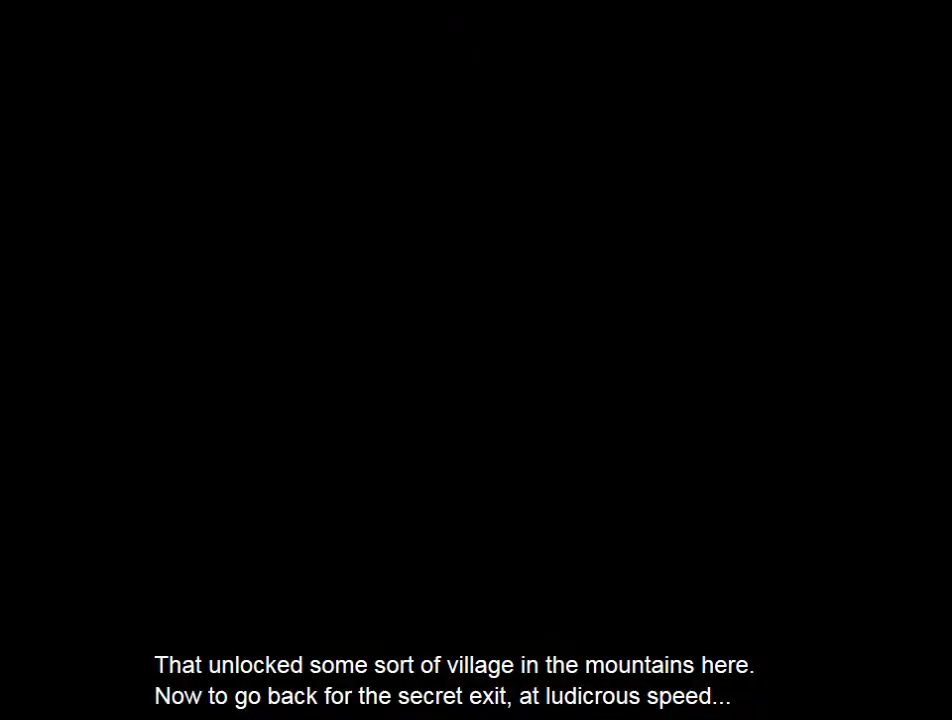 That unlocked some sort of village in the mountains here.
Now to go back for the secret exit, at ludicrous speed...